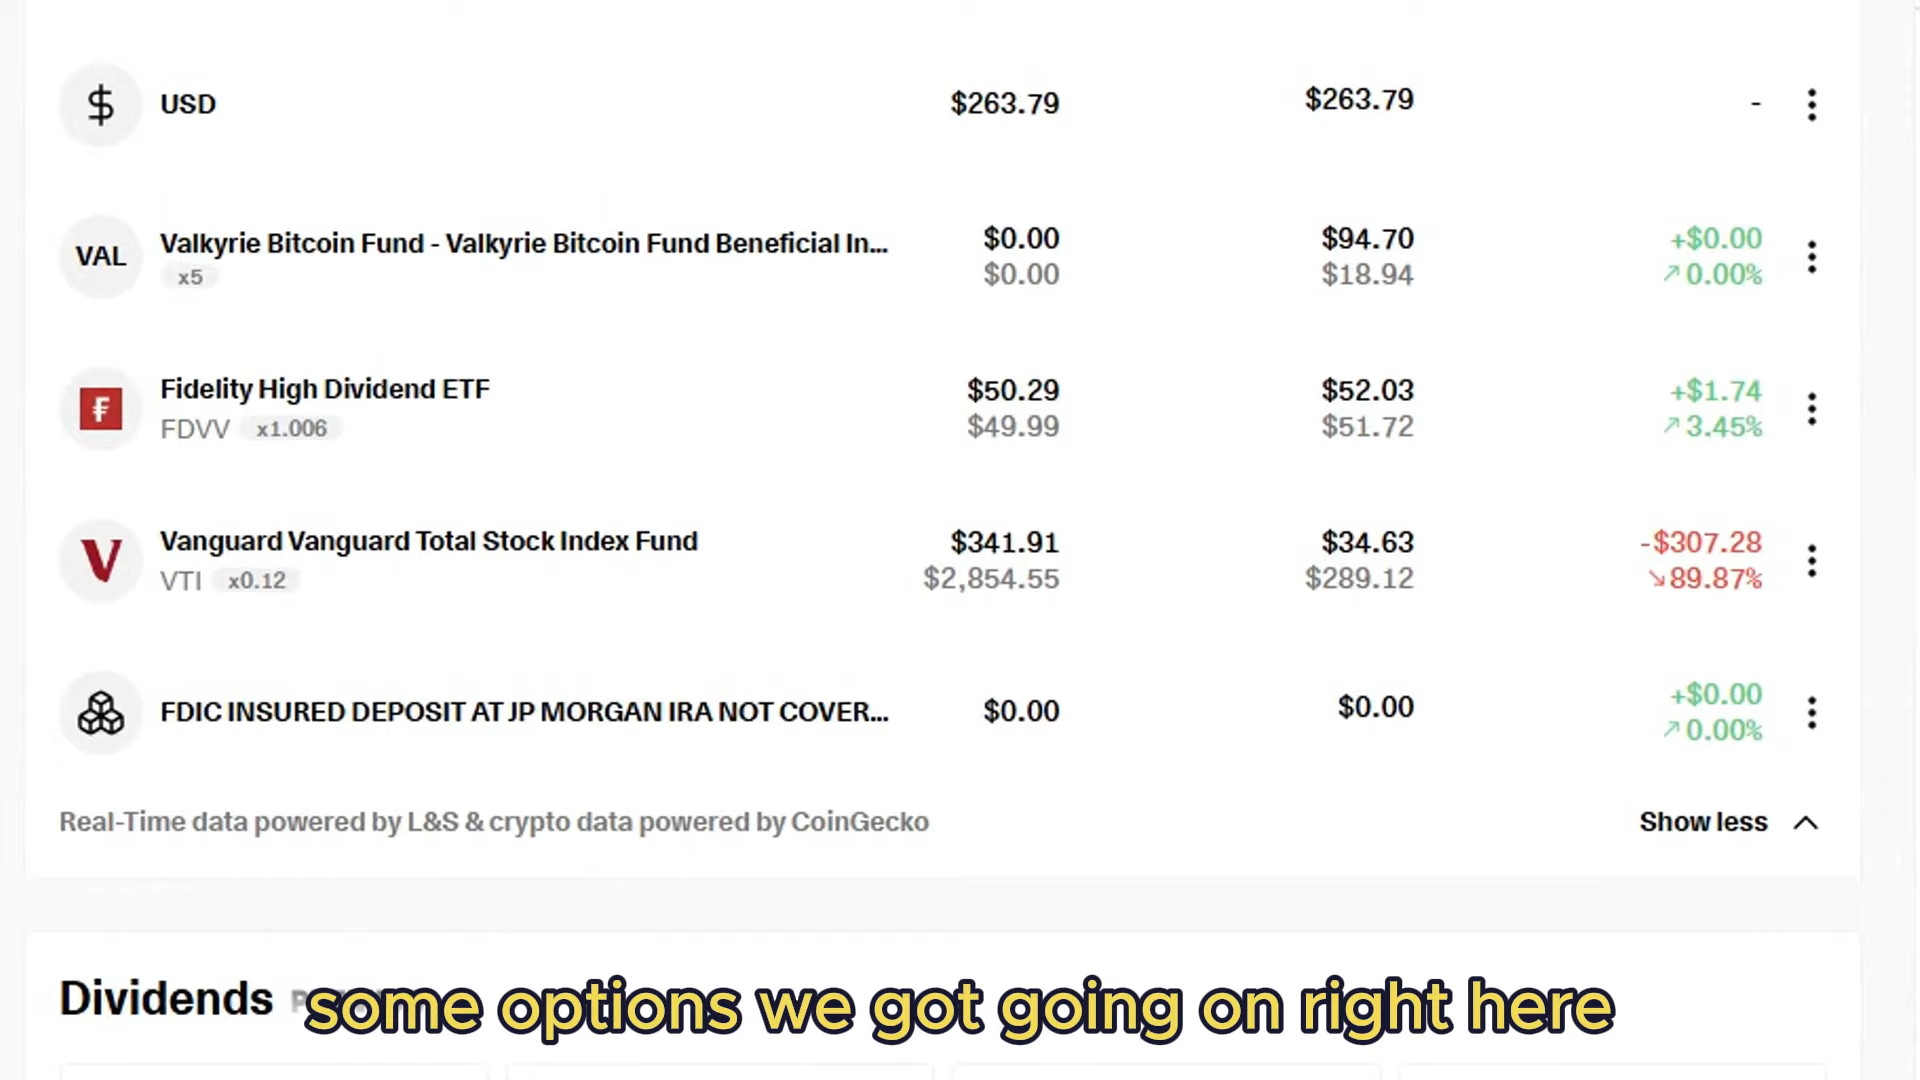 $ USD $263.79 $263.79 -
VAL Valkyrie Bitcoin Fund - Valkyrie Bitcoin Fund Beneficial In... $0.00 $94.70 +$0.00
x5 $0.00 $18.94 ↗0.00%
Fidelity High Dividend ETF $50.29 $52.03 +$1.74
FDVV x1.006 $49.99 $51.72 ↗3.45%
V Vanguard Vanguard Total Stock Index Fund $341.91 $34.63 -$307.28
VTI x0.12 $2,854.55 $289.12 ↘89.87%
FDIC INSURED DEPOSIT AT JP MORGAN IRA NOT COVER... $0.00 $0.00 +$0.00
↗0.00%
Real-Time data powered by L&S & crypto data powered by CoinGecko Show less
Dividends
some options we got going on right here